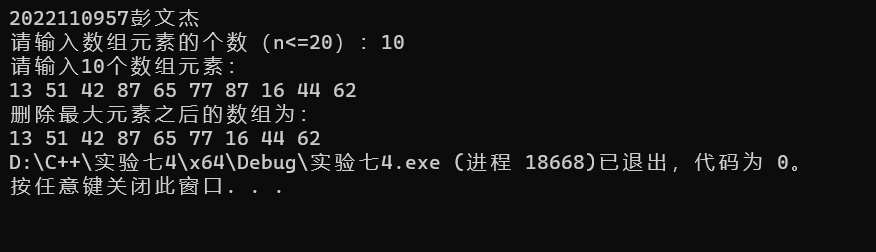 2022110957彭文杰
请输入数组元素的个数（n<=20）：10
请输入10个数组元素：
13 51 42 87 65 77 87 16 44 62
删除最大元素之后的数组为：
13 51 42 87 65 77 16 44 62
D:\C++\实验七4\x64\Debug\实验七4.exe (进程 18668)已退出，代码为 0。
按任意键关闭此窗口. . .